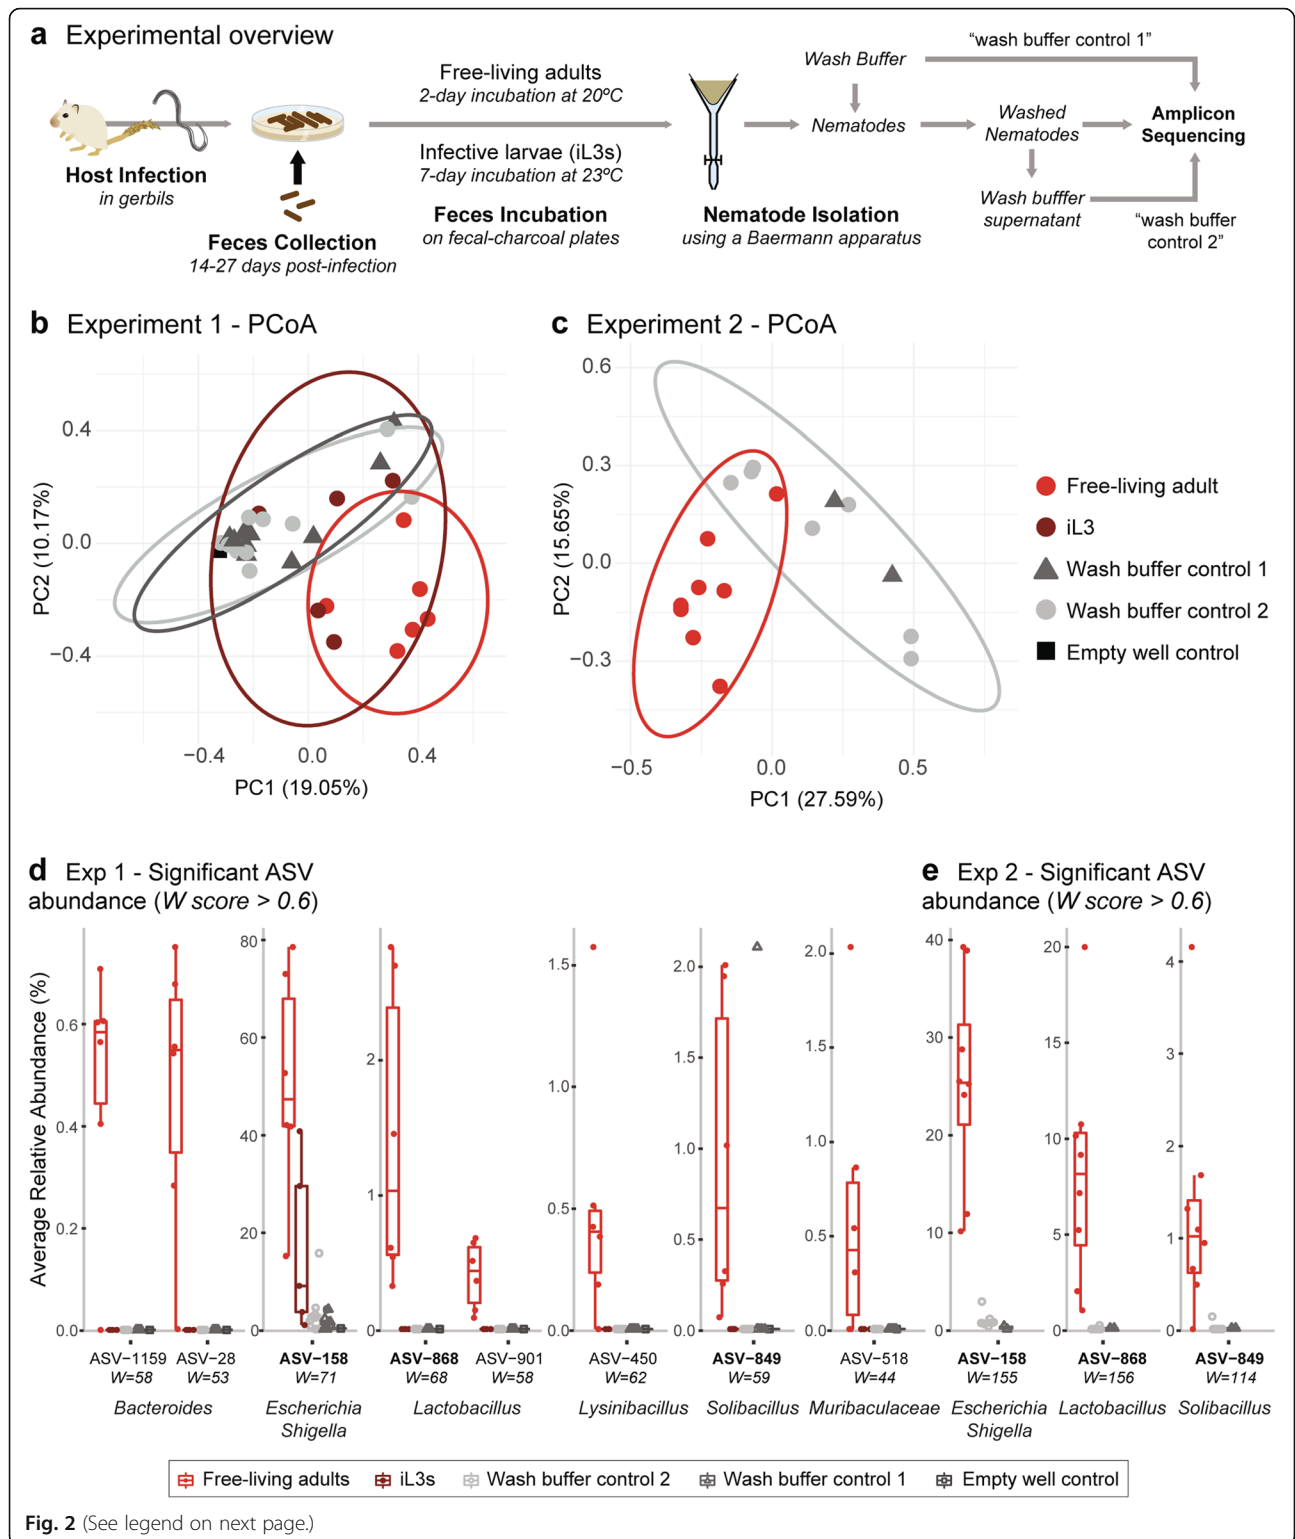 a Experimental overview
Host Infection
in gerbils
Feces Collection
14-27 days post-infection
Free-living adults
2-day incubation at 20ºC
Infective larvae (iL3s)
7-day incubation at 23ºC
Feces Incubation
on fecal-charcoal plates
Nematode Isolation
using a Baermann apparatus
Wash Buffer
Nematodes
"wash buffer control 1"
Washed
Nematodes
Wash bufffer
supernatant
Amplicon
Sequencing
"wash buffer
control 2"
b Experiment 1 - PCoA
PC2 (10.17%)
0.4
0.0
−0.4
−0.4 0.0 0.4
PC1 (19.05%)
c Experiment 2 - PCoA
PC2 (15.65%)
0.6
0.3
0.0
−0.3
−0.5 0.0 0.5
PC1 (27.59%)
Free-living adult
iL3
Wash buffer control 1
Wash buffer control 2
Empty well control
d Exp 1 - Significant ASV
abundance (W score > 0.6)
e Exp 2 - Significant ASV
abundance (W score > 0.6)
Average Relative Abundance (%)
0.6
0.4
0.2
0.0
80
60
40
20
0
2
1
0
1.5
1.0
0.5
0.0
2.0
1.5
1.0
0.5
0.0
2.0
1.5
1.0
0.5
0.0
40
30
20
10
0
20
15
10
5
0
4
3
2
1
0
ASV−1159 ASV−28 ASV−158 ASV−868 ASV−901 ASV−450 ASV−849 ASV−518 ASV−158 ASV−868 ASV−849
W=58 W=53 W=71 W=68 W=58 W=62 W=59 W=44 W=155 W=156 W=114
Bacteroides Escherichia Lactobacillus Lysinibacillus Solibacillus Muribaculaceae Escherichia Lactobacillus Solibacillus
Shigella Shigella
Free-living adults iL3s Wash buffer control 2 Wash buffer control 1 Empty well control
Fig. 2 (See legend on next page.)